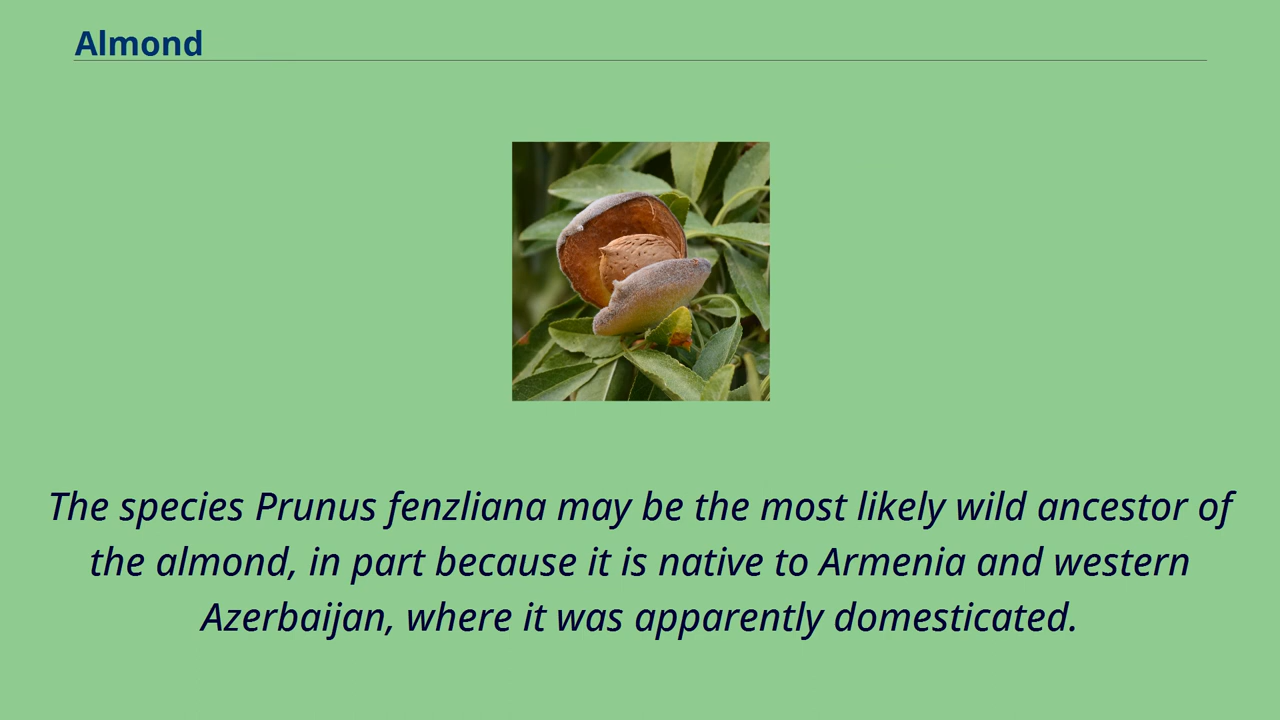 Almond
The species Prunus fenzliana may be the most likely wild ancestor of
the almond, in part because it is native to Armenia and western
Azerbaijan, where it was apparently domesticated.